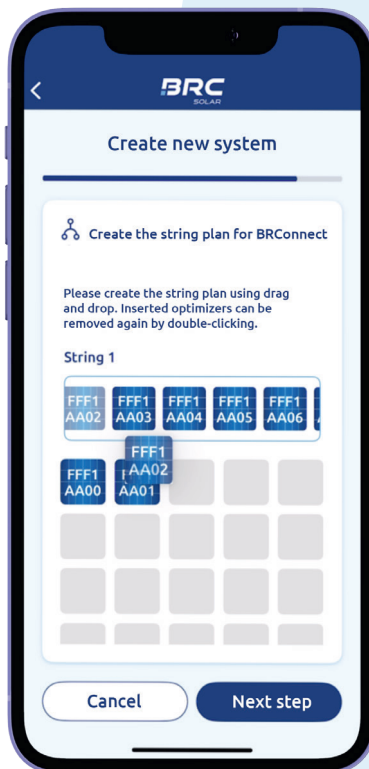 BRC
SOLAR
Create new system
Create the string plan for BRConnect
Please create the string plan using drag
and drop. Inserted optimizers can be
removed again by double-clicking.
String 1
FFF1 FFF1 FFF1 FFF1 FFF1
AA02 AA03 AA04 AA05 AA06
FFF1
AA02
FFF1
AA00 AA01
Cancel Next step